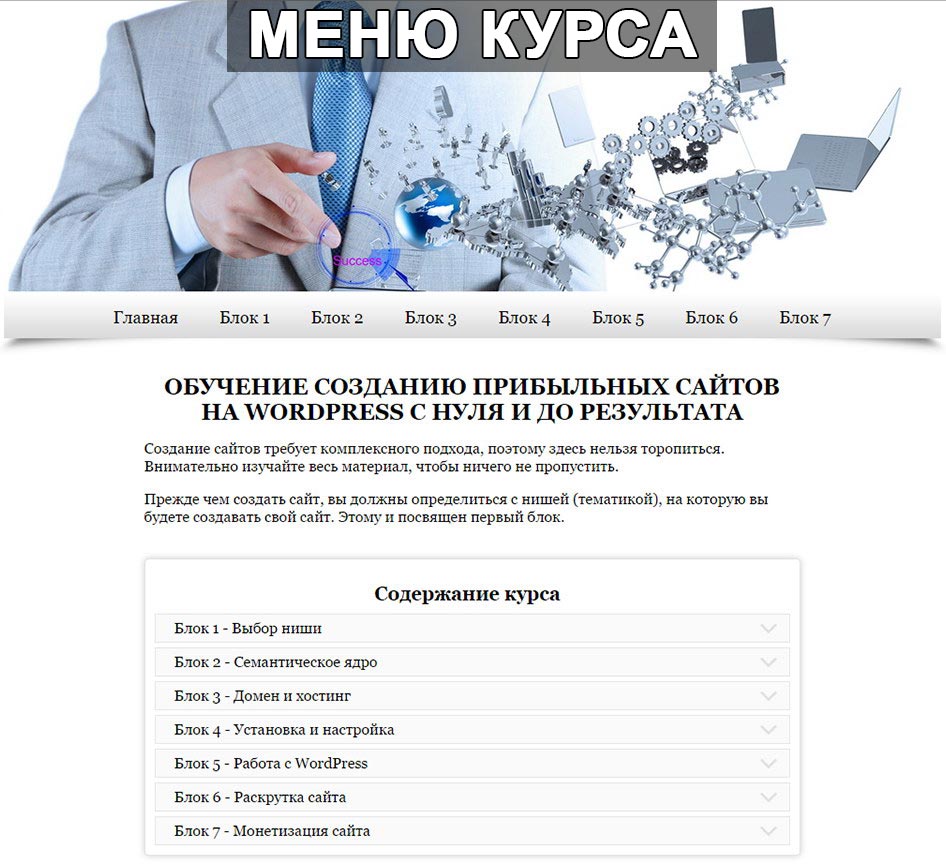 МЕНЮ КУРСА
Success
Главная Блок 1 Блок 2 Блок 3 Блок 4 Блок 5 Блок 6 Блок 7
ОБУЧЕНИЕ СОЗДАНИЮ ПРИБЫЛЬНЫХ САЙТОВ
НА WORDPRESS С НУЛЯ И ДО РЕЗУЛЬТАТА
Создание сайтов требует комплексного подхода, поэтому здесь нельзя торопиться.
Внимательно изучайте весь материал, чтобы ничего не пропустить.
Прежде чем создать сайт, вы должны определиться с нишей (тематикой), на которую вы
будете создавать свой сайт. Этому и посвящен первый блок.
Содержание курса
Блок 1 - Выбор ниши
Блок 2 - Семантическое ядро
Блок 3 - Домен и хостинг
Блок 4 - Установка и настройка
Блок 5 - Работа с WordPress
Блок 6 - Раскрутка сайта
Блок 7 - Монетизация сайта